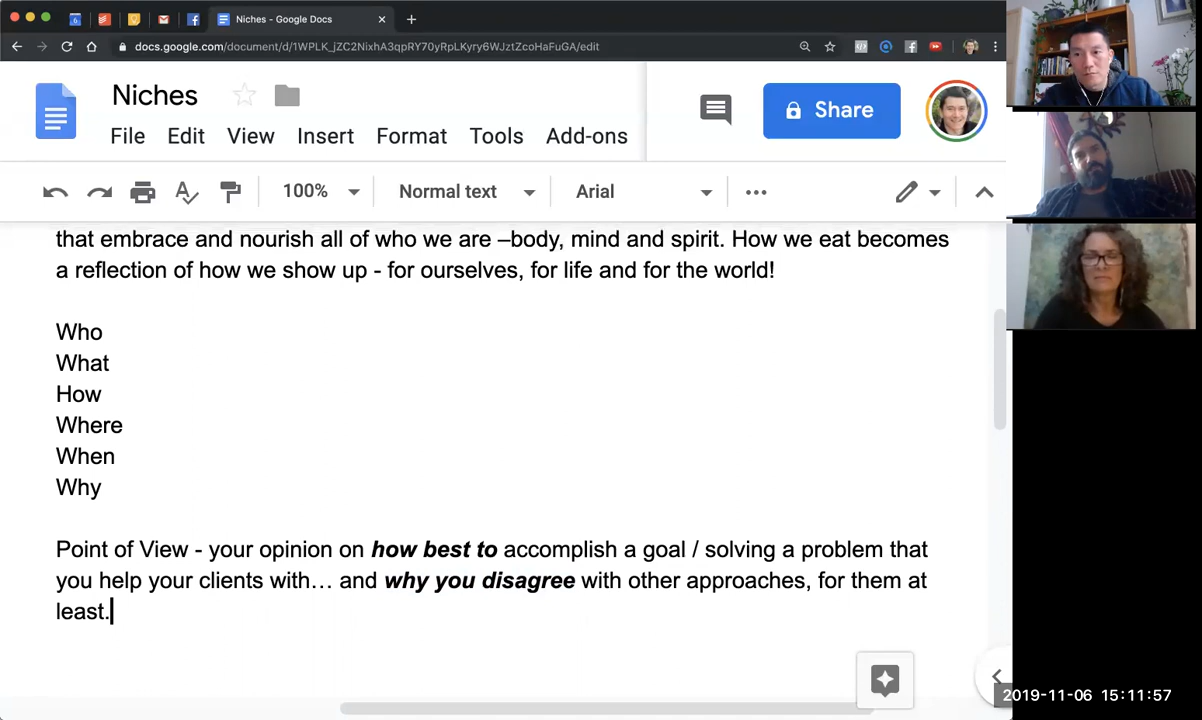 Niches - Google Docs
docs.google.com/document/d/1WPLK_jZC2NixhA3qpRY70yRpLKyry6WJztZcoHaFuGA/edit
Niches
Share
File Edit View Insert Format Tools Add-ons
100% Normal text Arial
that embrace and nourish all of who we are –body, mind and spirit. How we eat becomes
a reflection of how we show up - for ourselves, for life and for the world!
Who
What
How
Where
When
Why
Point of View - your opinion on how best to accomplish a goal / solving a problem that
you help your clients with… and why you disagree with other approaches, for them at
least.
2019-11-06 15:11:57